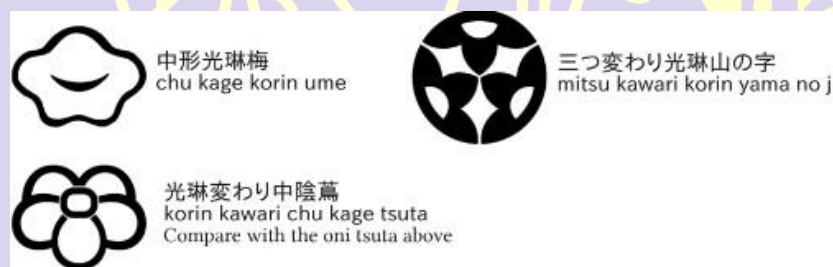 中形光琳梅
chu kage korin ume
三つ変わり光琳山の字
mitsu kawari korin yama no j
光琳変わり中陰蔦
korin kawari chu kage tsuta
Compare with the oni tsuta above